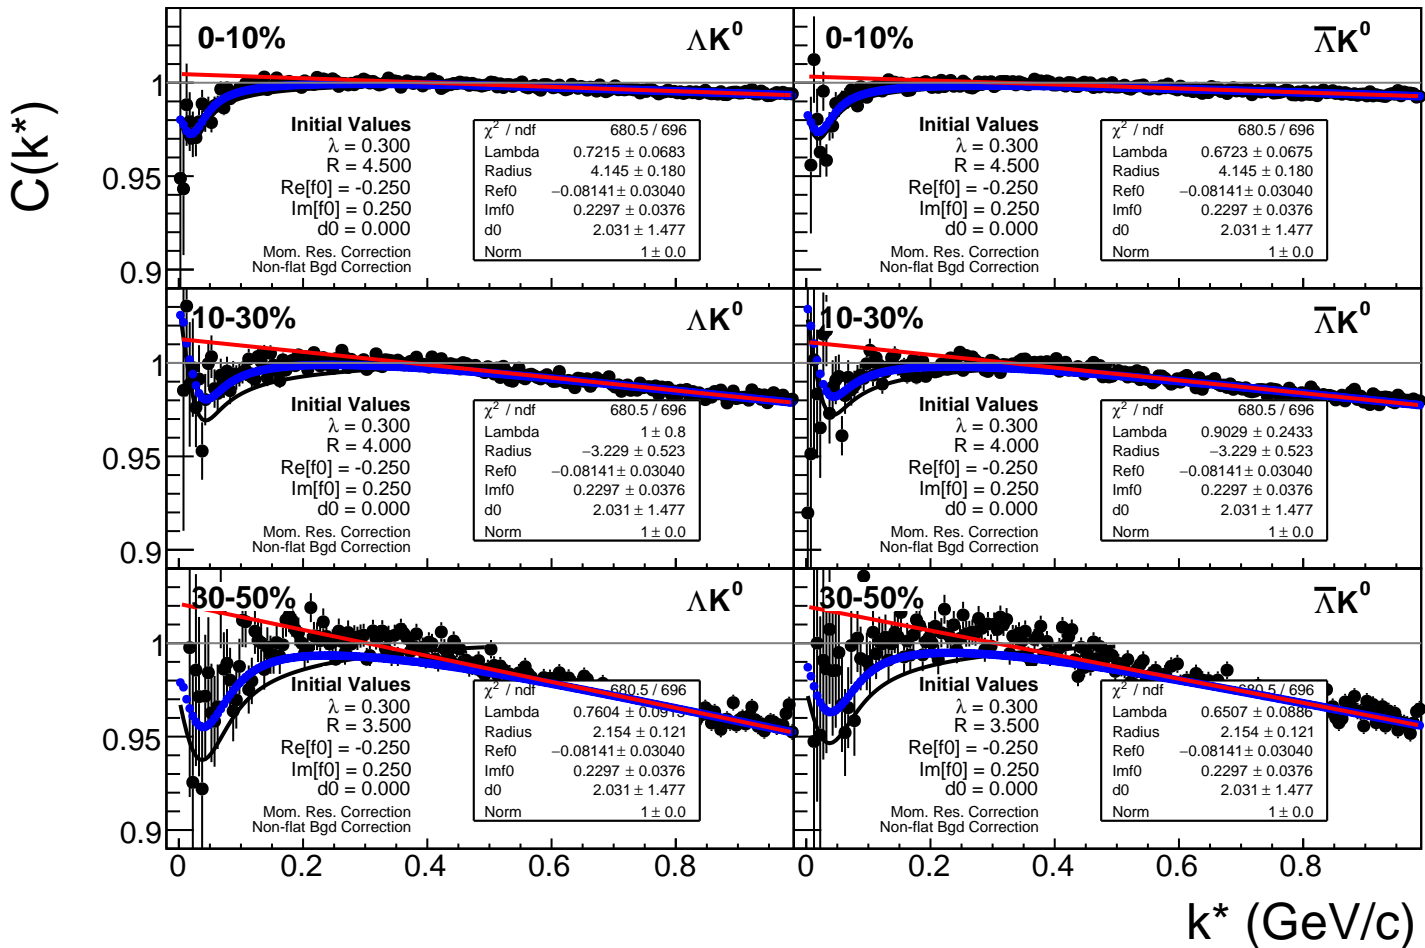 C(k*)
0-10%
ΛK⁰
1
0.95
0.9
Initial Values
λ = 0.300
R = 4.500
Re[f0] = -0.250
Im[f0] = 0.250
d0 = 0.000
Mom. Res. Correction
Non-flat Bgd Correction
χ² / ndf 680.5 / 696
Lambda 0.7215 ± 0.0683
Radius 4.145 ± 0.180
Ref0 −0.08141 ± 0.03040
Imf0 0.2297 ± 0.0376
d0 2.031 ± 1.477
Norm 1 ± 0.0
0-10%
Λ̅K⁰
Initial Values
λ = 0.300
R = 4.500
Re[f0] = -0.250
Im[f0] = 0.250
d0 = 0.000
Mom. Res. Correction
Non-flat Bgd Correction
χ² / ndf 680.5 / 696
Lambda 0.6723 ± 0.0675
Radius 4.145 ± 0.180
Ref0 −0.08141 ± 0.03040
Imf0 0.2297 ± 0.0376
d0 2.031 ± 1.477
Norm 1 ± 0.0
10-30%
ΛK⁰
1
0.95
0.9
Initial Values
λ = 0.300
R = 4.000
Re[f0] = -0.250
Im[f0] = 0.250
d0 = 0.000
Mom. Res. Correction
Non-flat Bgd Correction
χ² / ndf 680.5 / 696
Lambda 1 ± 0.8
Radius −3.229 ± 0.523
Ref0 −0.08141 ± 0.03040
Imf0 0.2297 ± 0.0376
d0 2.031 ± 1.477
Norm 1 ± 0.0
10-30%
Λ̅K⁰
Initial Values
λ = 0.300
R = 4.000
Re[f0] = -0.250
Im[f0] = 0.250
d0 = 0.000
Mom. Res. Correction
Non-flat Bgd Correction
χ² / ndf 680.5 / 696
Lambda 0.9029 ± 0.2433
Radius −3.229 ± 0.523
Ref0 −0.08141 ± 0.03040
Imf0 0.2297 ± 0.0376
d0 2.031 ± 1.477
Norm 1 ± 0.0
30-50%
ΛK⁰
1
0.95
0.9
Initial Values
λ = 0.300
R = 3.500
Re[f0] = -0.250
Im[f0] = 0.250
d0 = 0.000
Mom. Res. Correction
Non-flat Bgd Correction
χ² / ndf 680.5 / 696
Lambda 0.7604 ± 0.0913
Radius 2.154 ± 0.121
Ref0 −0.08141 ± 0.03040
Imf0 0.2297 ± 0.0376
d0 2.031 ± 1.477
Norm 1 ± 0.0
30-50%
Λ̅K⁰
Initial Values
λ = 0.300
R = 3.500
Re[f0] = -0.250
Im[f0] = 0.250
d0 = 0.000
Mom. Res. Correction
Non-flat Bgd Correction
χ² / ndf 680.5 / 696
Lambda 0.6507 ± 0.0886
Radius 2.154 ± 0.121
Ref0 −0.08141 ± 0.03040
Imf0 0.2297 ± 0.0376
d0 2.031 ± 1.477
Norm 1 ± 0.0
0 0.2 0.4 0.6 0.8
0 0.2 0.4 0.6 0.8
k* (GeV/c)